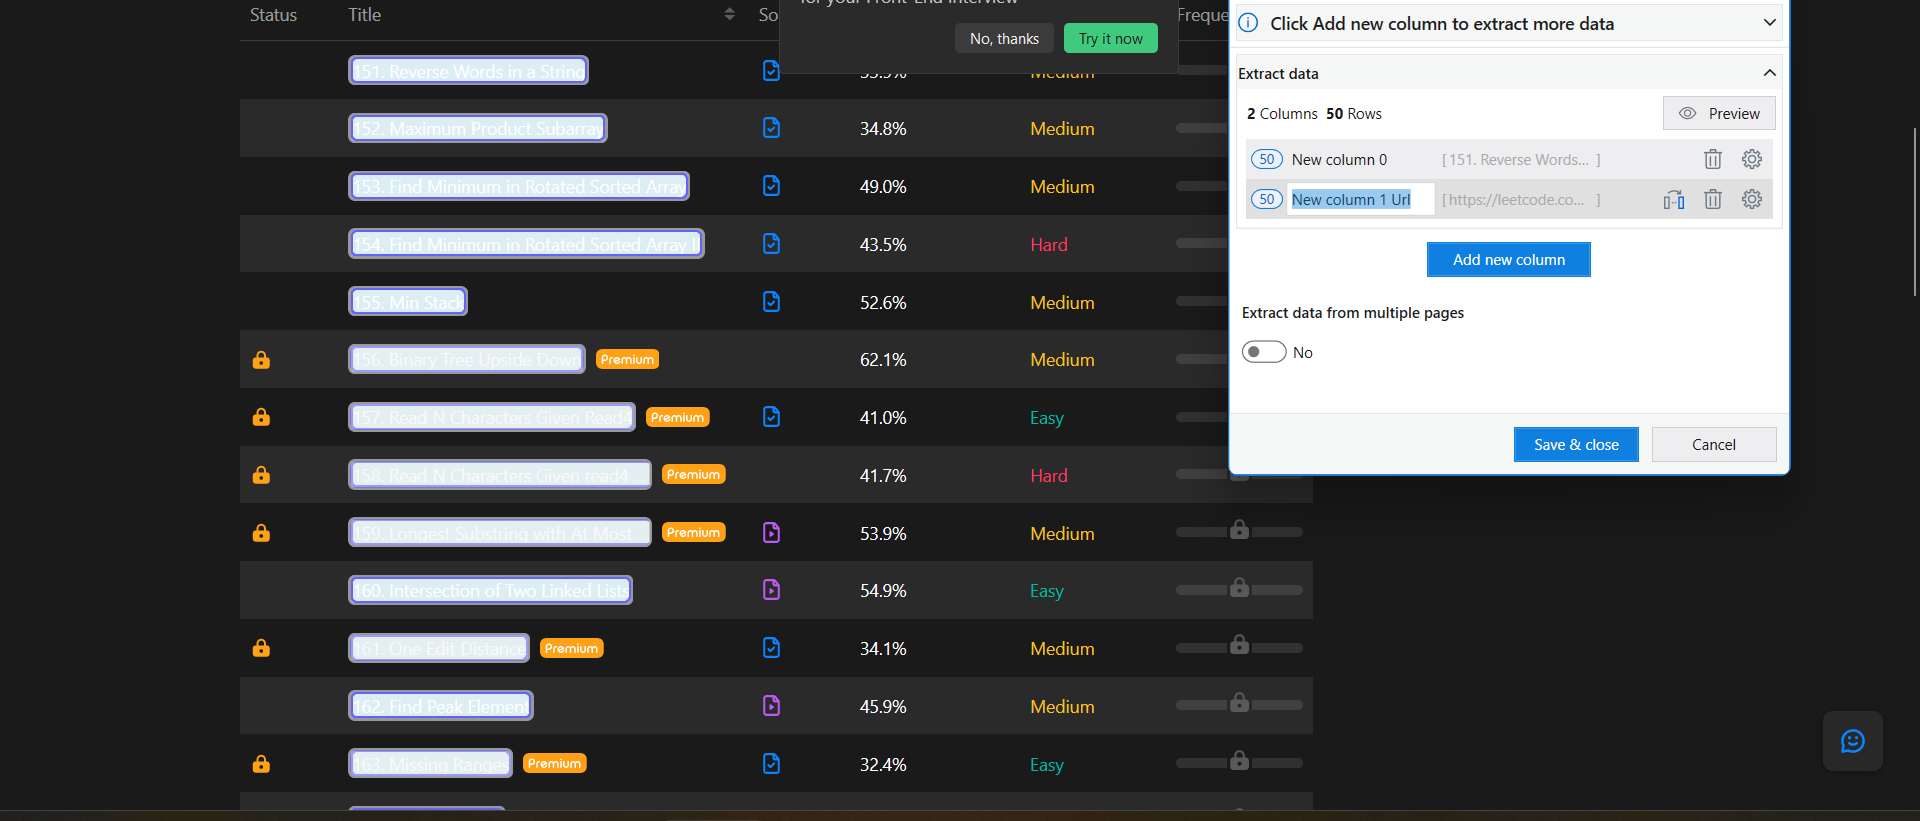 Status Title So Freque
for your Front-End Interview
No, thanks Try it now
151. Reverse Words in a String 55.9% Medium
152. Maximum Product Subarray 34.8% Medium
153. Find Minimum in Rotated Sorted Array 49.0% Medium
154. Find Minimum in Rotated Sorted Array II 43.5% Hard
155. Min Stack 52.6% Medium
156. Binary Tree Upside Down Premium 62.1% Medium
157. Read N Characters Given Read4 Premium 41.0% Easy
158. Read N Characters Given read4 Premium 41.7% Hard
159. Longest Substring with At Most Premium 53.9% Medium
160. Intersection of Two Linked Lists 54.9% Easy
161. One Edit Distance Premium 34.1% Medium
162. Find Peak Element 45.9% Medium
163. Missing Ranges Premium 32.4% Easy
Click Add new column to extract more data
Extract data
2 Columns 50 Rows Preview
50 New column 0 [ 151. Reverse Words... ]
50 New column 1 Url [ https://leetcode.co... ]
Add new column
Extract data from multiple pages
No
Save & close Cancel